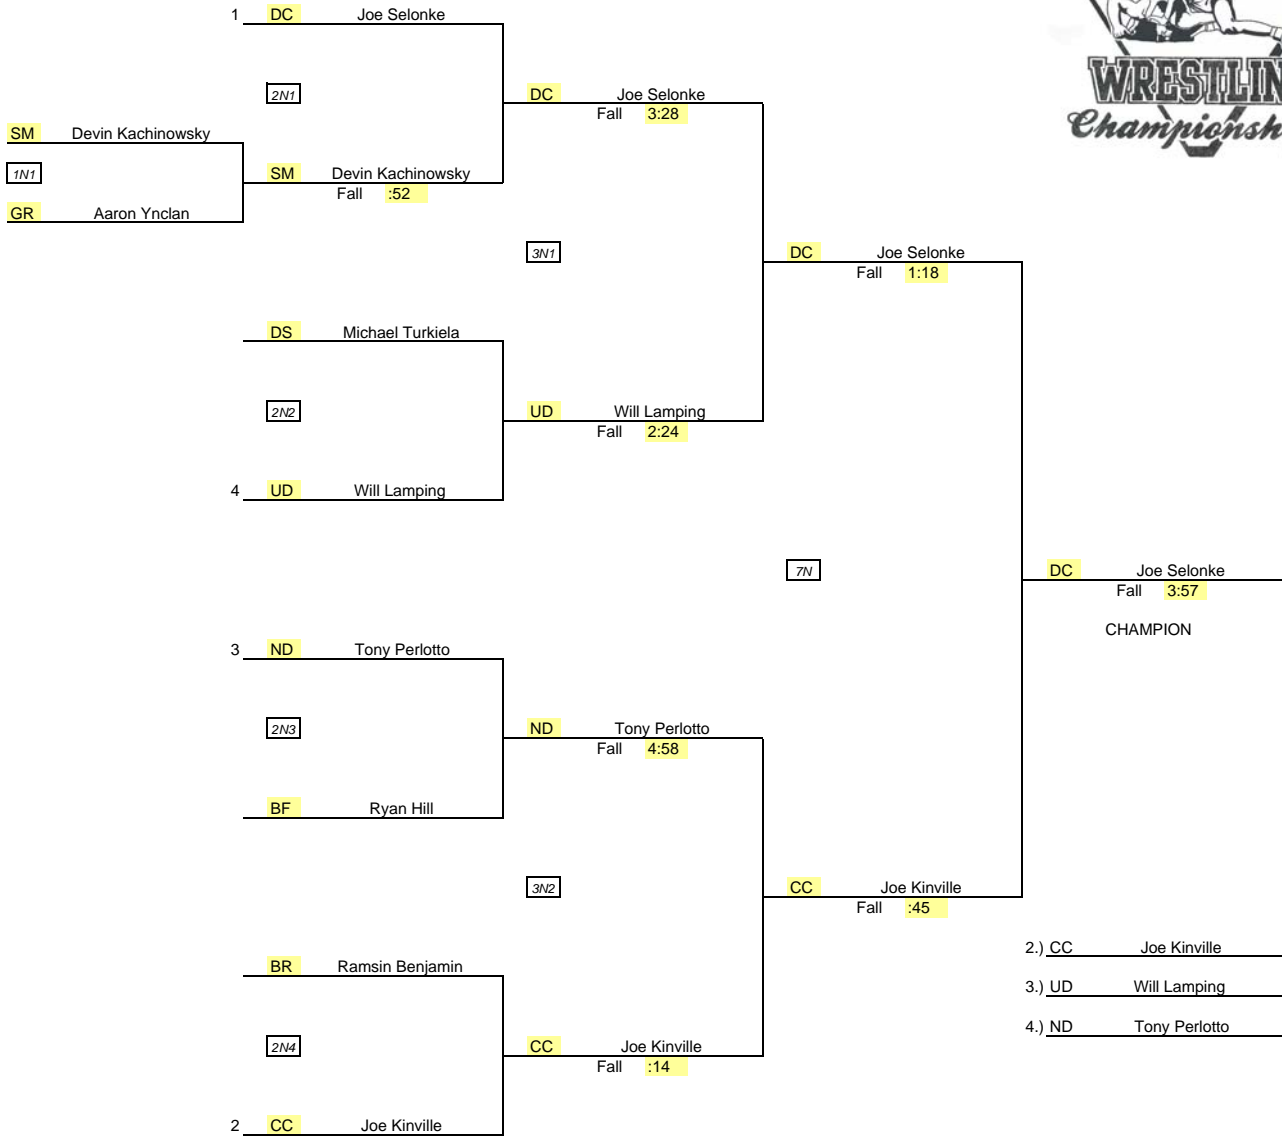 1 DC Joe Selonke
WRESTLIN
Championsh
2N1
DC Joe Selonke
Fall 3:28
SM Devin Kachinowsky
1N1
SM Devin Kachinowsky
Fall :52
GR Aaron Ynclan
3N1
DC Joe Selonke
Fall 1:18
DS Michael Turkiela
2N2
UD Will Lamping
Fall 2:24
4 UD Will Lamping
7N
DC Joe Selonke
Fall 3:57
CHAMPION
3 ND Tony Perlotto
2N3
ND Tony Perlotto
Fall 4:58
BF Ryan Hill
3N2
CC Joe Kinville
Fall :45
2.) CC Joe Kinville
BR Ramsin Benjamin
3.) UD Will Lamping
4.) ND Tony Perlotto
2N4
CC Joe Kinville
Fall :14
2 CC Joe Kinville